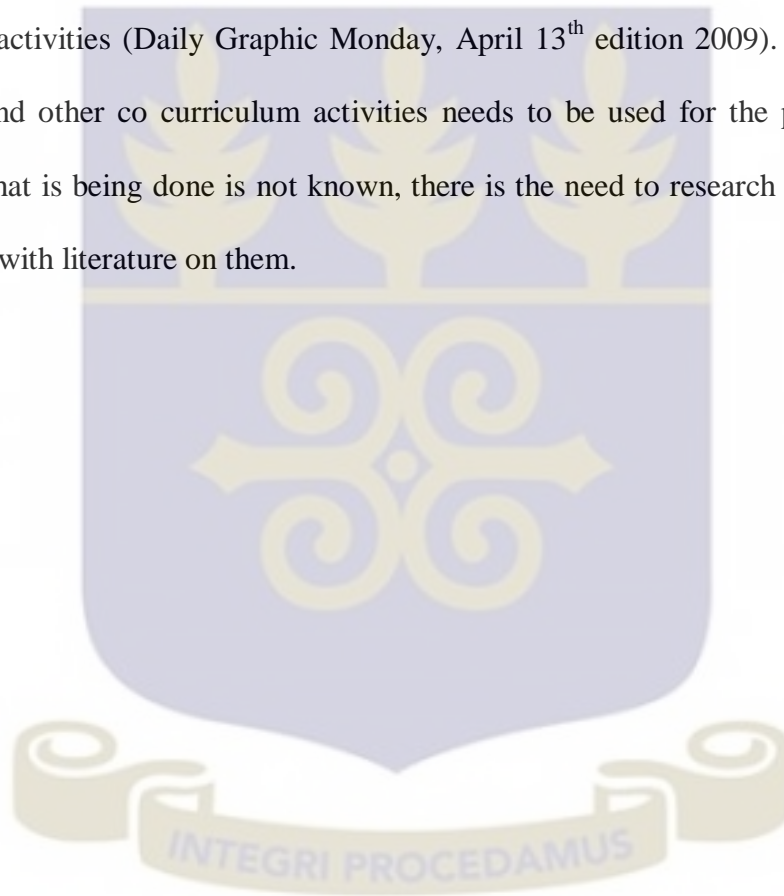 activities (Daily Graphic Monday, April 13th edition 2009).
nd other co curriculum activities needs to be used for the p
hat is being done is not known, there is the need to research
with literature on them.
INTEGRI PROCEDAMUS